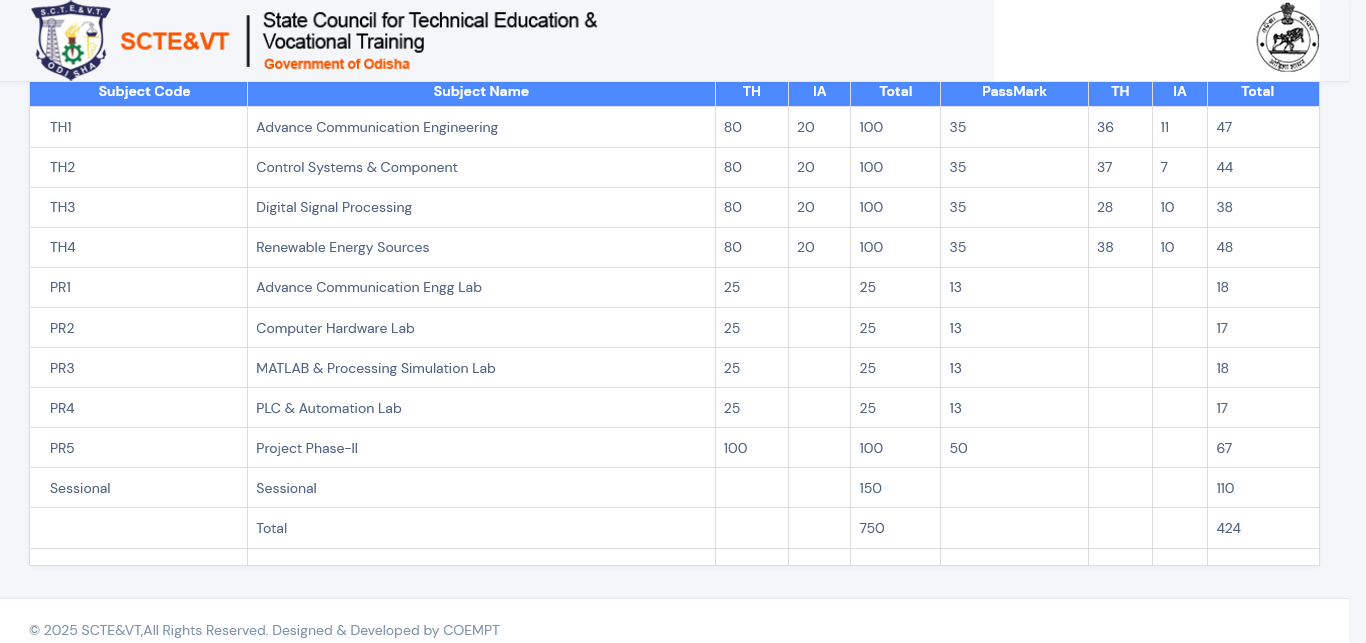 S.C.T.E.&V.T.
ODISHA
SCTE&VT
State Council for Technical Education &
Vocational Training
Government of Odisha
Subject Code Subject Name TH IA Total PassMark TH IA Total
TH1 Advance Communication Engineering 80 20 100 35 36 11 47
TH2 Control Systems & Component 80 20 100 35 37 7 44
TH3 Digital Signal Processing 80 20 100 35 28 10 38
TH4 Renewable Energy Sources 80 20 100 35 38 10 48
PR1 Advance Communication Engg Lab 25 25 13 18
PR2 Computer Hardware Lab 25 25 13 17
PR3 MATLAB & Processing Simulation Lab 25 25 13 18
PR4 PLC & Automation Lab 25 25 13 17
PR5 Project Phase-II 100 100 50 67
Sessional Sessional 150 110
Total 750 424
© 2025 SCTE&VT,All Rights Reserved. Designed & Developed by COEMPT